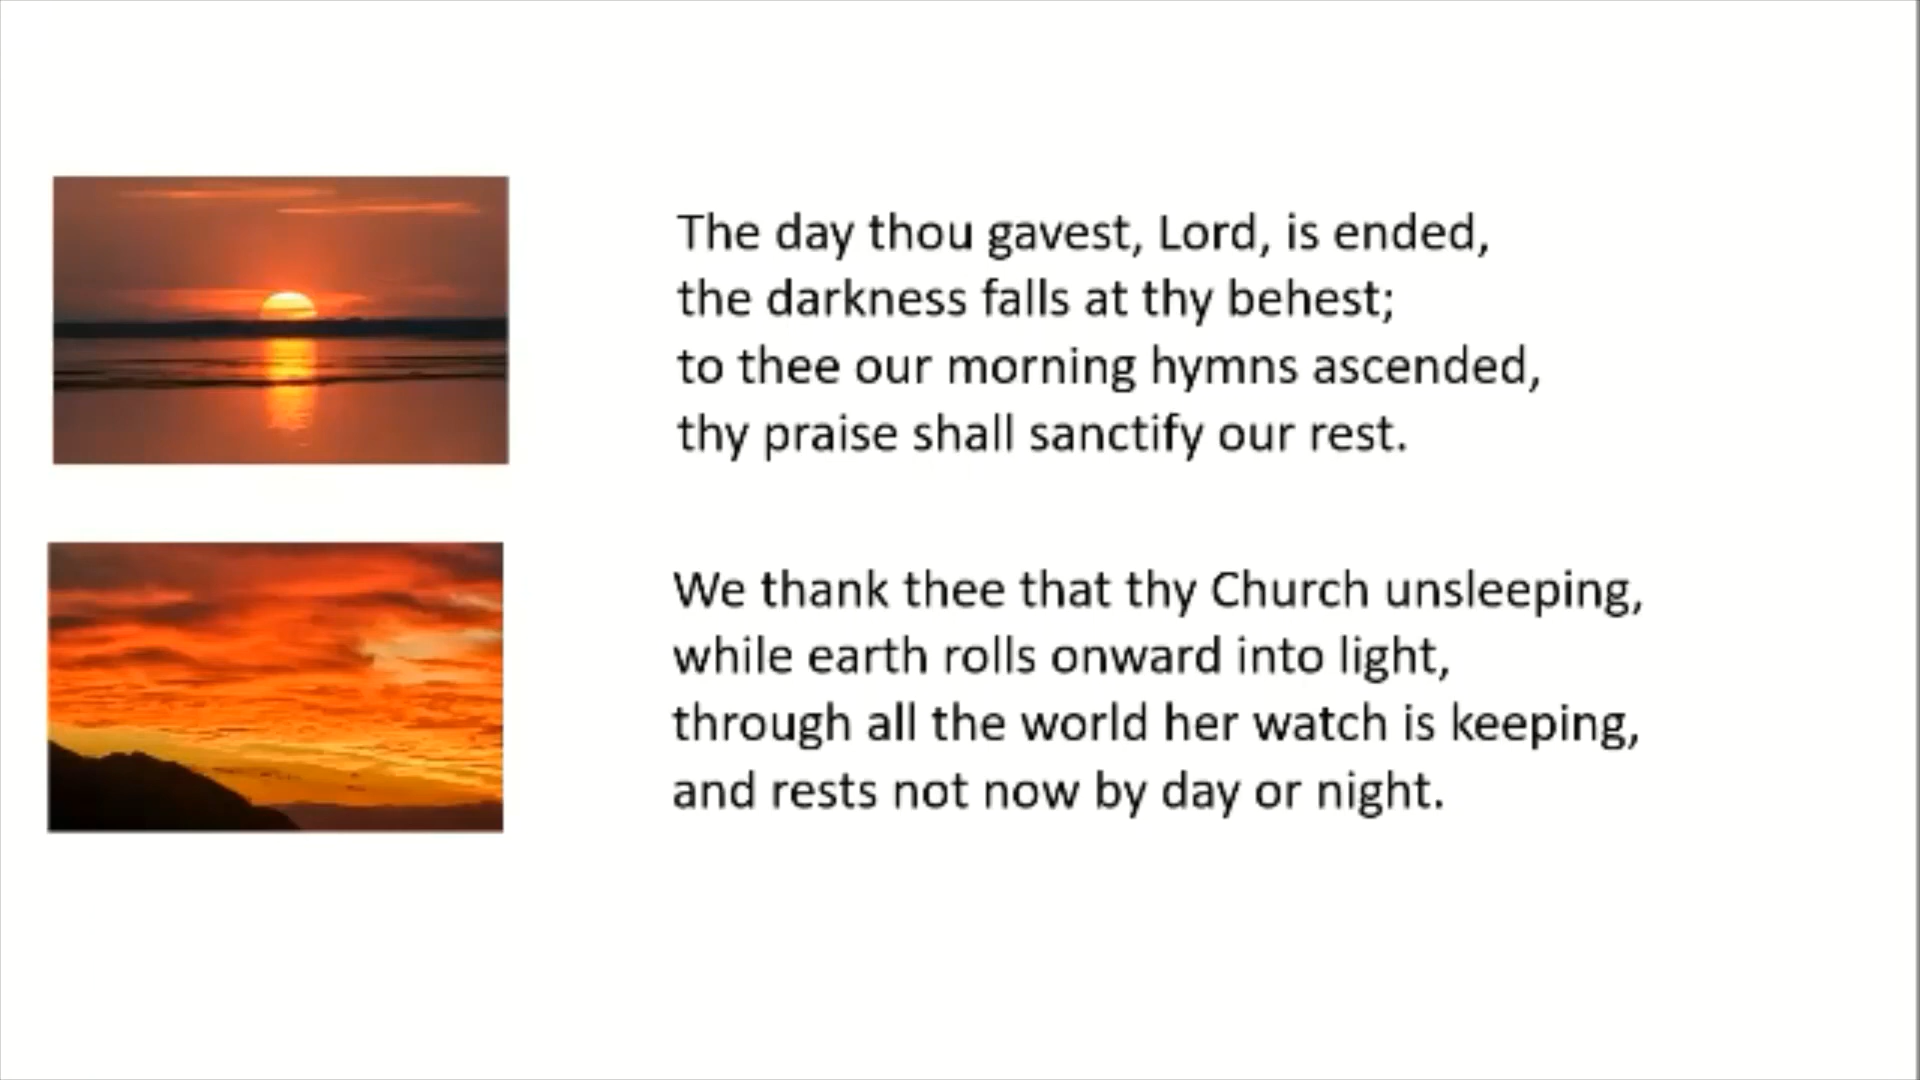 The day thou gavest, Lord, is ended,
the darkness falls at thy behest;
to thee our morning hymns ascended,
thy praise shall sanctify our rest.
We thank thee that thy Church unsleeping,
while earth rolls onward into light,
through all the world her watch is keeping,
and rests not now by day or night.